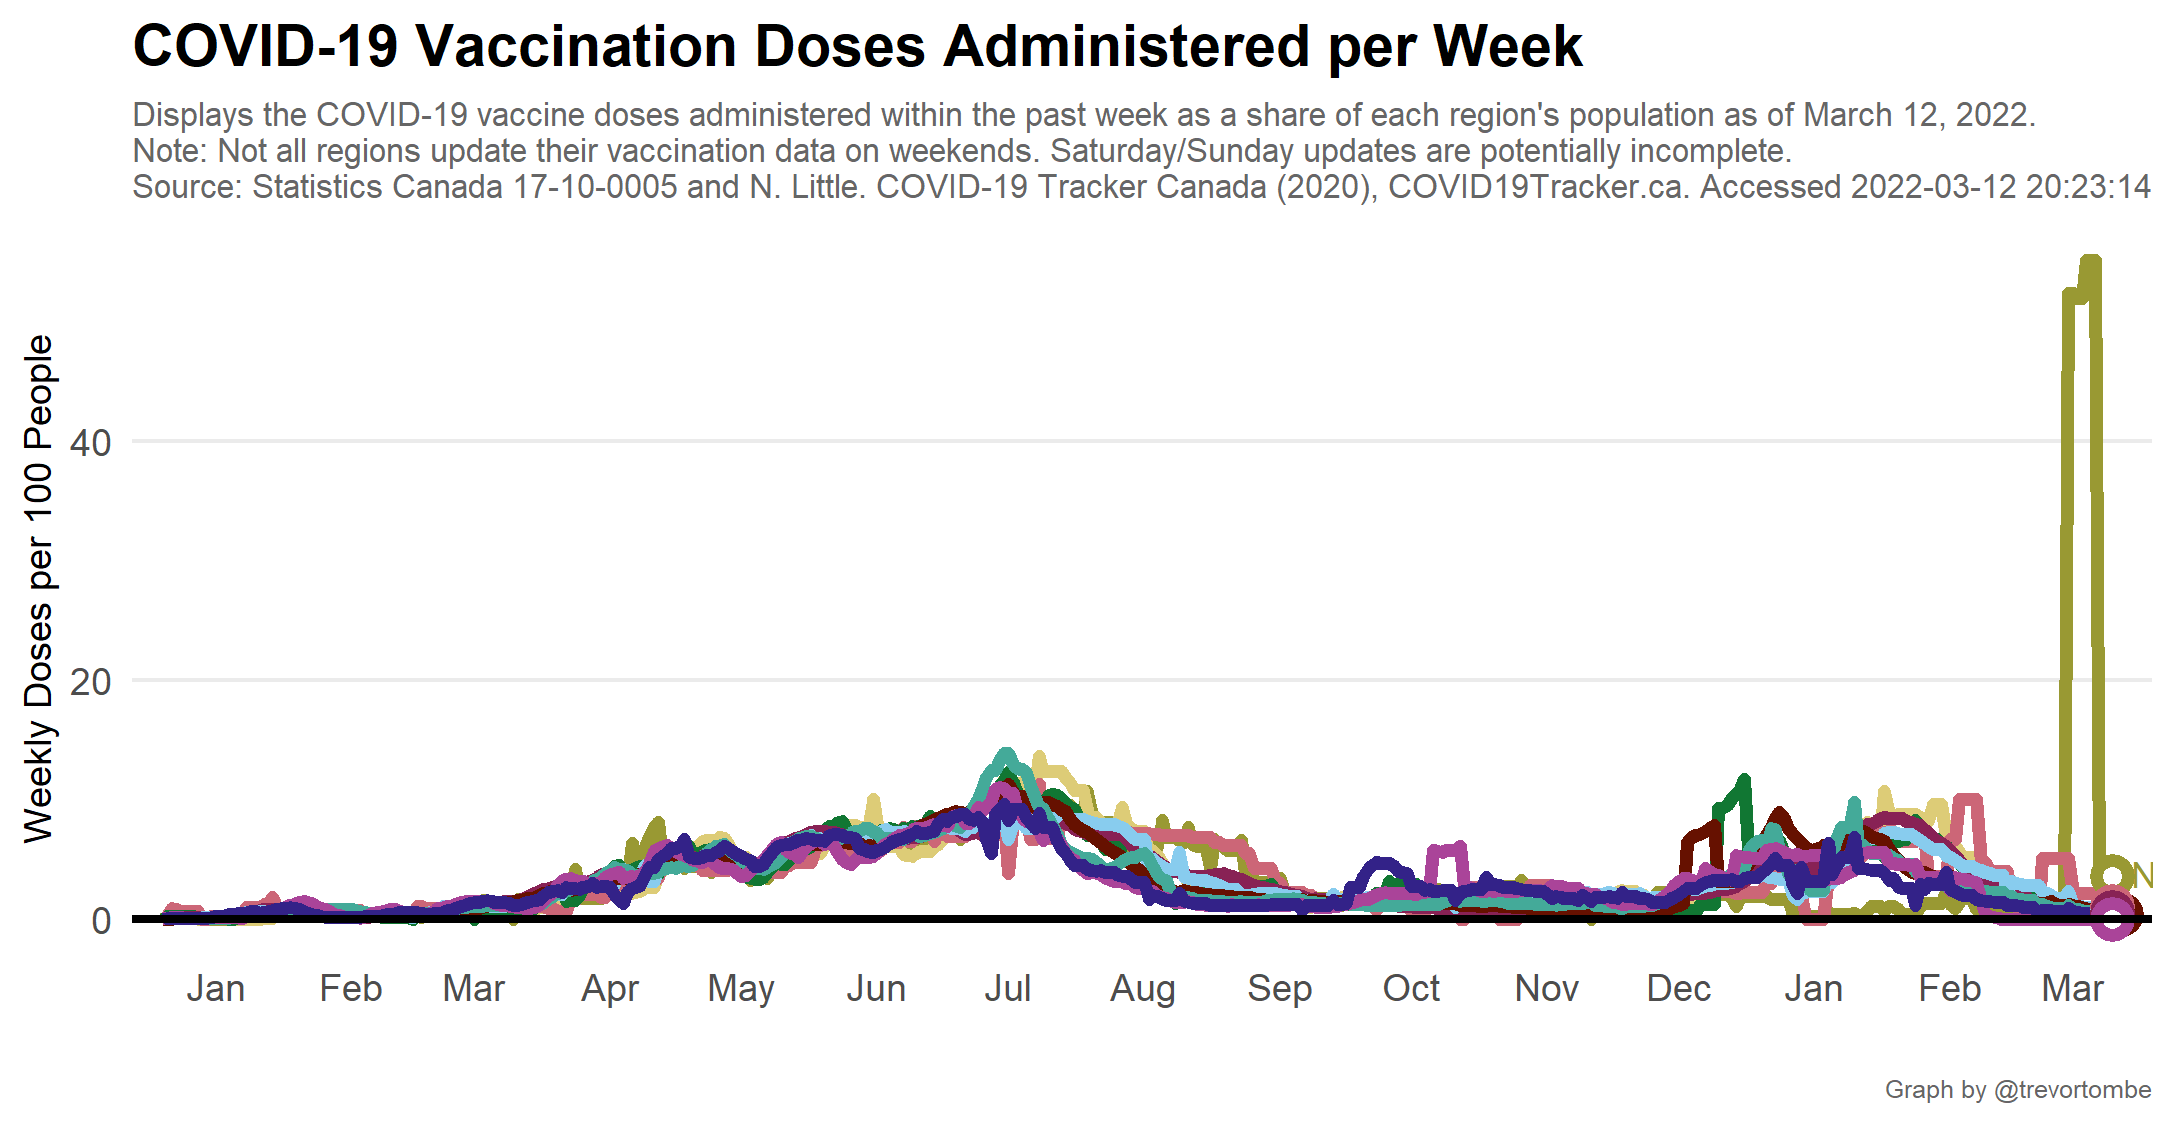 COVID-19 Vaccination Doses Administered per Week
Displays the COVID-19 vaccine doses administered within the past week as a share of each region's population as of March 12, 2022.
Note: Not all regions update their vaccination data on weekends. Saturday/Sunday updates are potentially incomplete.
Source: Statistics Canada 17-10-0005 and N. Little. COVID-19 Tracker Canada (2020), COVID19Tracker.ca. Accessed 2022-03-12 20:23:14
Weekly Doses per 100 People
40
20
0
N
Jan Feb Mar Apr May Jun Jul Aug Sep Oct Nov Dec Jan Feb Mar
Graph by @trevortombe